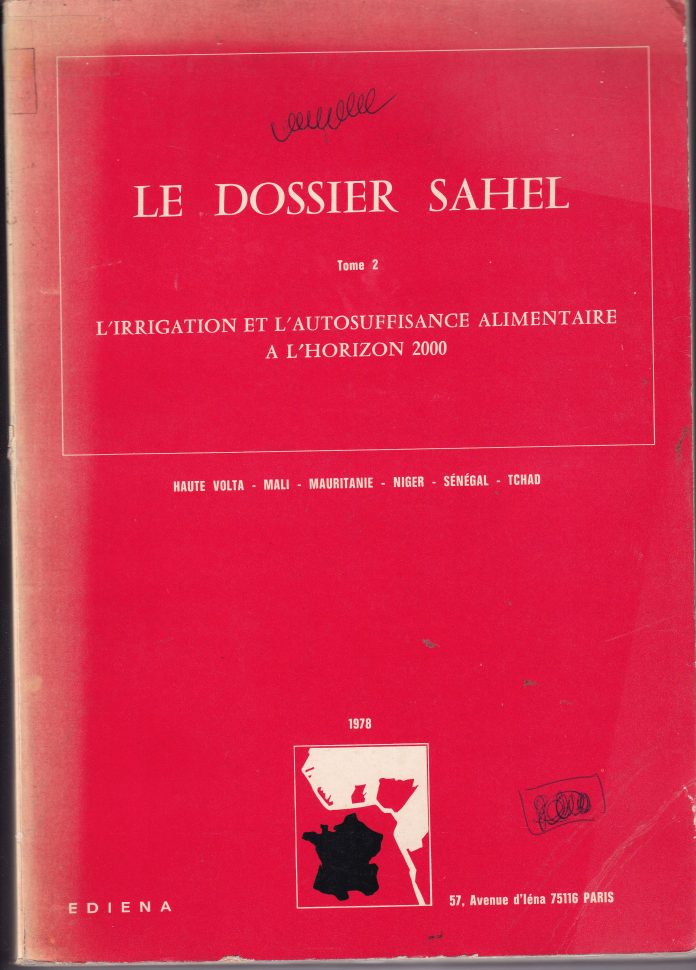 LE DOSSIER SAHEL
Tome 2
L'IRRIGATION ET L'AUTOSUFFISANCE ALIMENTAIRE
A L'HORIZON 2000
HAUTE VOLTA - MALI - MAURITANIE - NIGER - SÉNÉGAL - TCHAD
1978
EDIENA
57, Avenue d'Iéna 75116 PARIS